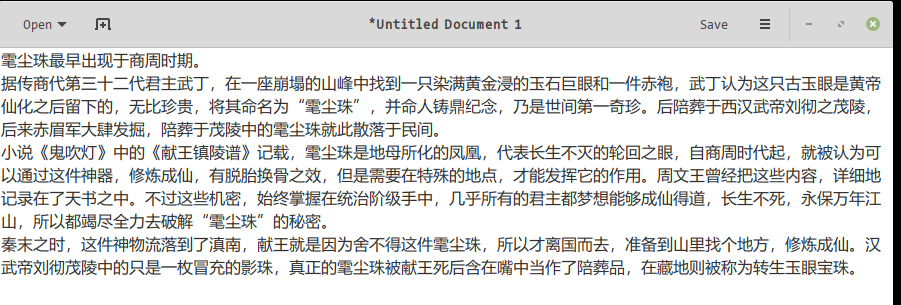 Open
*Untitled Document 1
Save
雮尘珠最早出现于商周时期。
据传商代第三十二代君主武丁，在一座崩塌的山峰中找到一只染满黄金浸的玉石巨眼和一件赤袍，武丁认为这只古玉眼是黄帝
仙化之后留下的，无比珍贵，将其命名为“雮尘珠”，并命人铸鼎纪念，乃是世间第一奇珍。后陪葬于西汉武帝刘彻之茂陵，
后来赤眉军大肆发掘，陪葬于茂陵中的雮尘珠就此散落于民间。
小说《鬼吹灯》中的《献王镇陵谱》记载，雮尘珠是地母所化的凤凰，代表长生不灭的轮回之眼，自商周时代起，就被认为可
以通过这件神器，修炼成仙，有脱胎换骨之效，但是需要在特殊的地点，才能发挥它的作用。周文王曾经把这些内容，详细地
记录在了天书之中。不过这些机密，始终掌握在统治阶级手中，几乎所有的君主都梦想能够成仙得道，长生不死，永保万年江
山，所以都竭尽全力去破解“雮尘珠”的秘密。
秦末之时，这件神物流落到了滇南，献王就是因为舍不得这件雮尘珠，所以才离国而去，准备到山里找个地方，修炼成仙。汉
武帝刘彻茂陵中的只是一枚冒充的影珠，真正的雮尘珠被献王死后含在嘴中当作了陪葬品，在藏地则被称为转生玉眼宝珠。